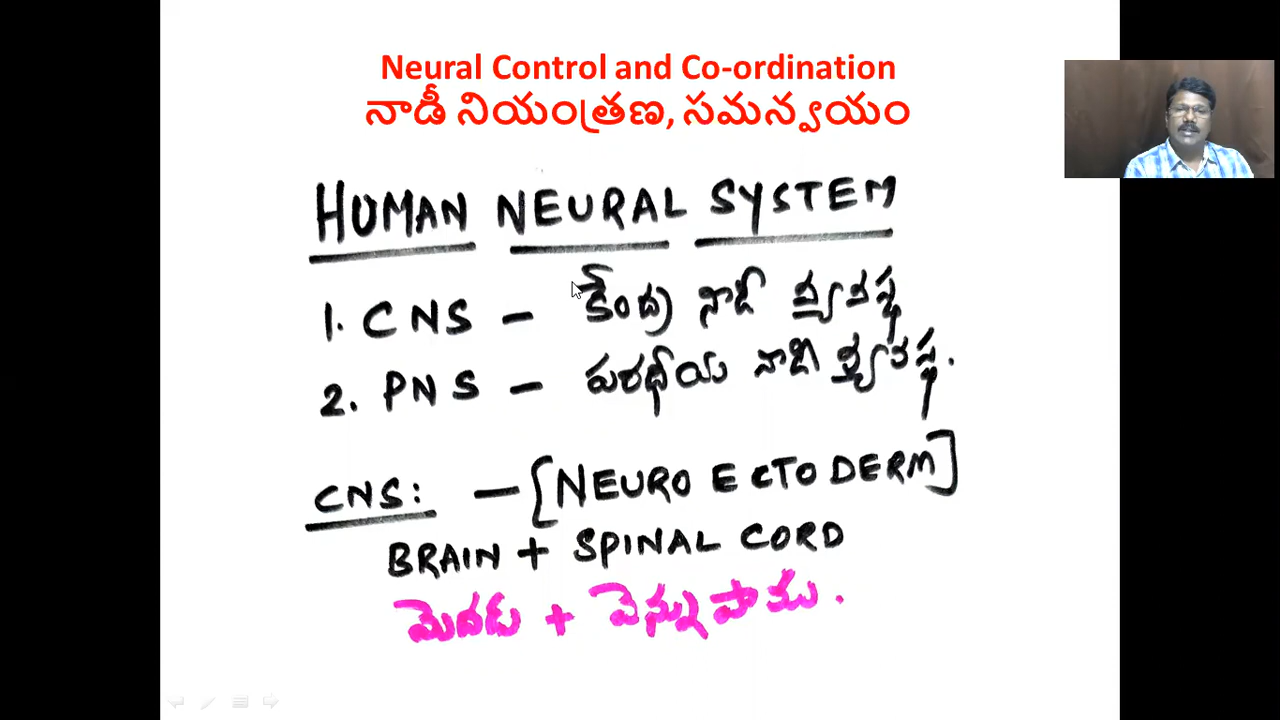 Neural Control and Co-ordination
నాడీ నియంత్రణ, సమన్వయం
HUMAN NEURAL SYSTEM
1. CNS - కేంద్ర నాడీ వ్యవస్థ
2. PNS - పరధీయ నాడీ వ్యవస్థ.
CNS: - [NEURO ECTODERM]
BRAIN + SPINAL CORD
మెదడు + వెన్నుపాము.